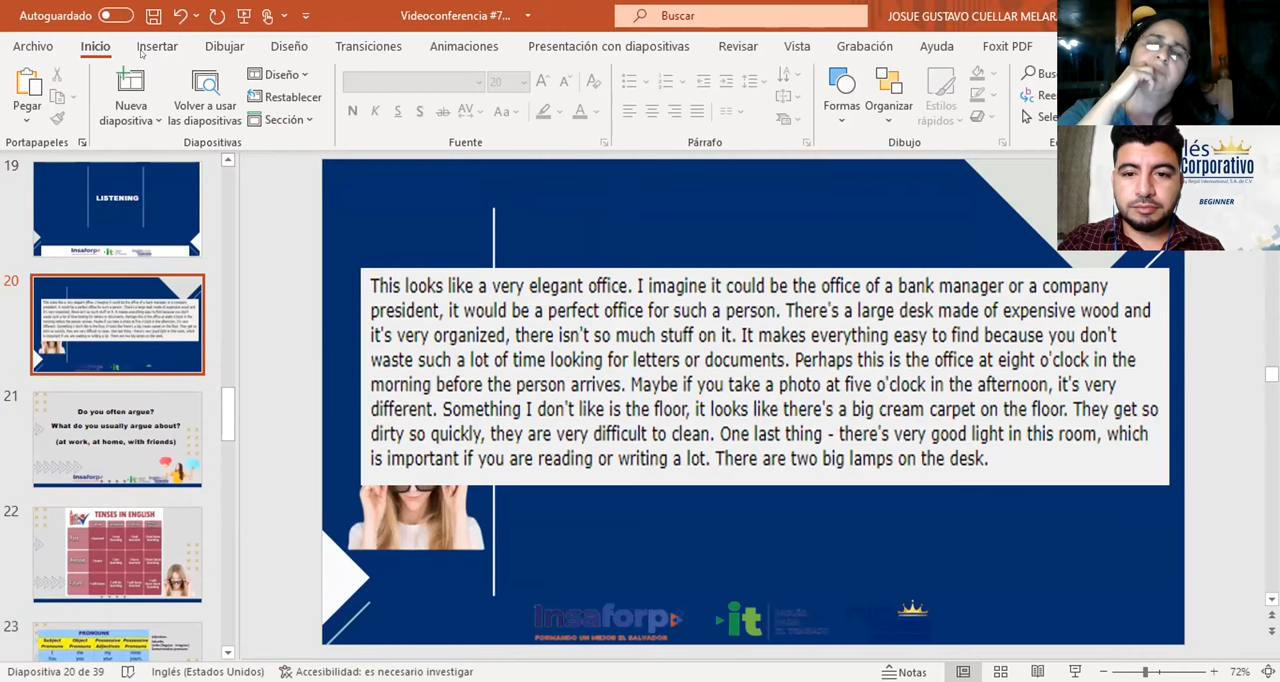 Autoguardado
Videoconferencia #7...
Buscar
JOSUE GUSTAVO CUELLAR MELAR
Archivo Inicio Insertar Dibujar Diseño Transiciones Animaciones Presentación con diapositivas Revisar Vista Grabación Ayuda Foxit PDF
Pegar
Nueva diapositiva
Volver a usar las diapositivas
Diseño
Restablecer
Sección
20
N K S S ab AV Aa A
Formas
Organizar
Estilos rápidos
Portapapeles Diapositivas Fuente Párrafo Dibujo
lés
Corporativo
BEGINNER
19
LISTENING
Insaforp
20
21
Do you often argue?
What do you usually argue about?
(at work, at home, with friends)
22
TENSES IN ENGLISH
23
PRONOUNS
This looks like a very elegant office. I imagine it could be the office of a bank manager or a company
president, it would be a perfect office for such a person. There's a large desk made of expensive wood and
it's very organized, there isn't so much stuff on it. It makes everything easy to find because you don't
waste such a lot of time looking for letters or documents. Perhaps this is the office at eight o'clock in the
morning before the person arrives. Maybe if you take a photo at five o'clock in the afternoon, it's very
different. Something I don't like is the floor, it looks like there's a big cream carpet on the floor. They get so
dirty so quickly, they are very difficult to clean. One last thing - there's very good light in this room, which
is important if you are reading or writing a lot. There are two big lamps on the desk.
Insaforp
FORMANDO UN MEJOR EL SALVADOR
it
Diapositiva 20 de 39 Inglés (Estados Unidos) Accesibilidad: es necesario investigar Notas 72%